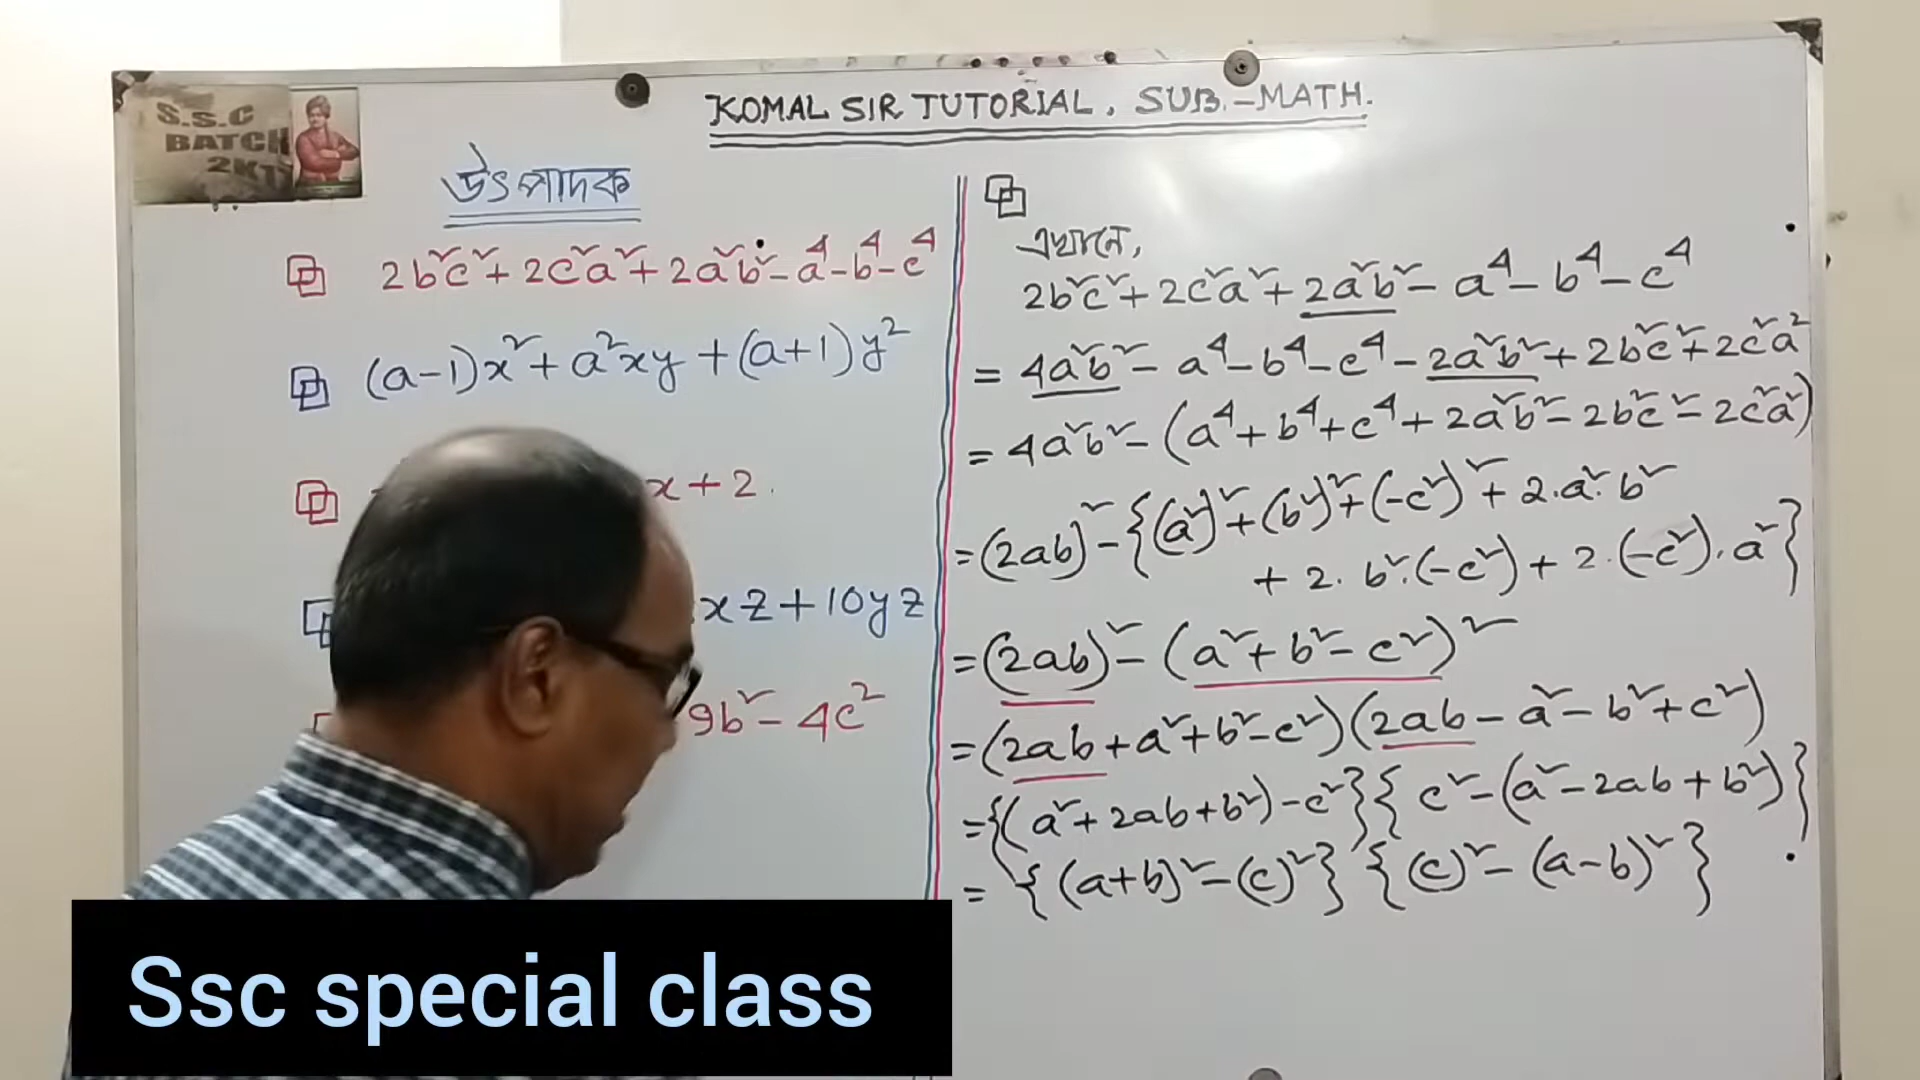 S.S.C
BATCH
KOMAL SIR TUTORIAL, SUB.-MATH.
উৎপাদক
2b²c²+2c²a²+2a²b²-a⁴-b⁴-c⁴
(a-1)x²+a²xy+(a+1)y²
x+2.
xz+10yz
9b²-4c²
এখানে,
2b²c²+2c²a²+2a²b²-a⁴-b⁴-c⁴
=4a²b²-a⁴-b⁴-c⁴-2a²b²+2b²c²+2c²a²
=4a²b²-(a⁴+b⁴+c⁴+2a²b²-2b²c²-2c²a²)
=(2ab)²-{(a²)²+(b²)²+(-c²)²+2.a².b²
+2.b².(-c²)+2.(-c²).a²}
=(2ab)²-(a²+b²-c²)²
=(2ab+a²+b²-c²)(2ab-a²-b²+c²)
={(a²+2ab+b²)-c²}{c²-(a²-2ab+b²)}
={(a+b)²-(c)²}{(c)²-(a-b)²}
Ssc special class